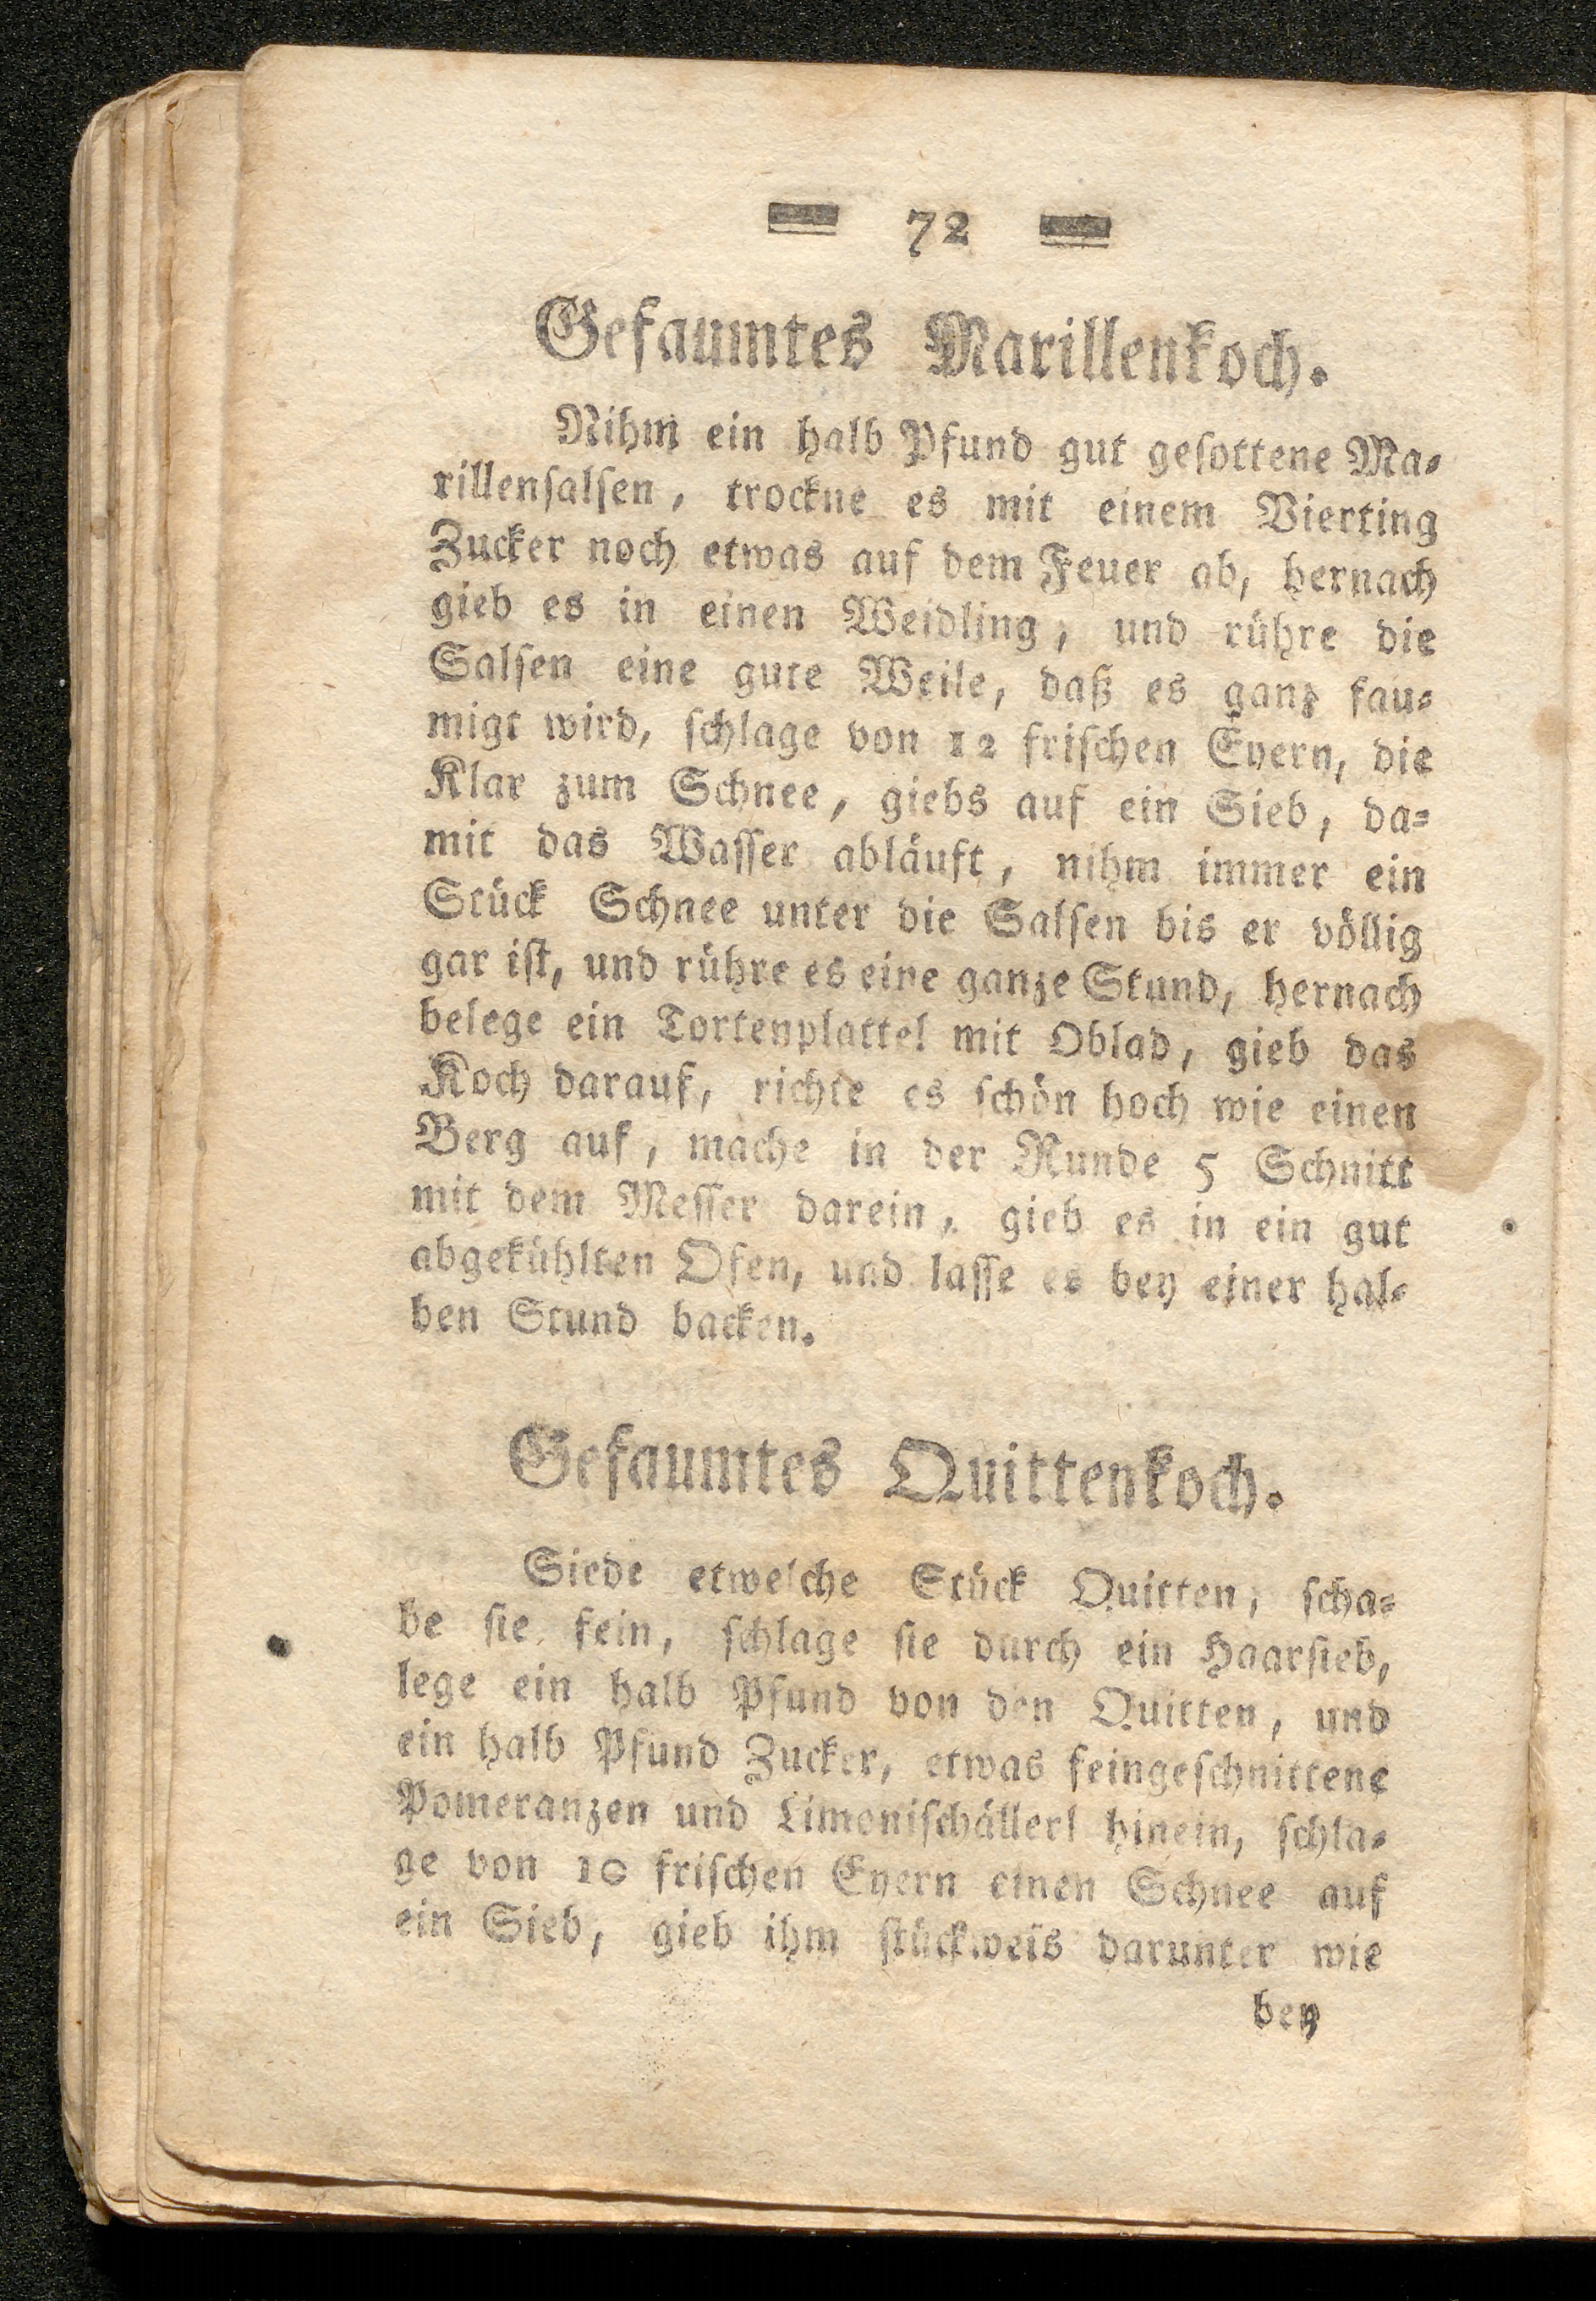 72
Gefaumtes Marillenkoch.
Nihm ein halb Pfund gut gesottene Ma-
rillensalsen, trockne es mit einem Vierting
Zucker noch etwas auf dem Feuer ab, hernach
gieb es in einen Weidling, und rühre die
Salsen eine gute Weile, daß es ganz fau-
migt wird, schlage von 12 frischen Eyern, die
Klar zum Schnee, giebs auf ein Sieb, da-
mit das Wasser abläuft, nihm immer ein
Stück Schnee unter die Salsen bis er völlig
gar ist, und rühre es eine ganze Stund, hernach
belege ein Tortenplattel mit Oblad, gieb das
Koch darauf, richte es schön hoch wie einen
Berg auf, mache in der Runde 5 Schnitt
mit dem Messer darein, gieb es in ein gut
abgekühlten Ofen, und lasse es bey einer hal-
ben Stund backen.
Gefaumtes Quittenkoch.
Siede etwelche Stück Quitten, scha-
be sie fein, schlage sie durch ein Haarsieb,
lege ein halb Pfund von den Quitten, und
ein halb Pfund Zucker, etwas feingeschnittene
Pomeranzen und Limonischällerl hinein, schla-
ge von 10 frischen Eyern einen Schnee auf
ein Sieb, gieb ihm stückweis darunter wie
bey